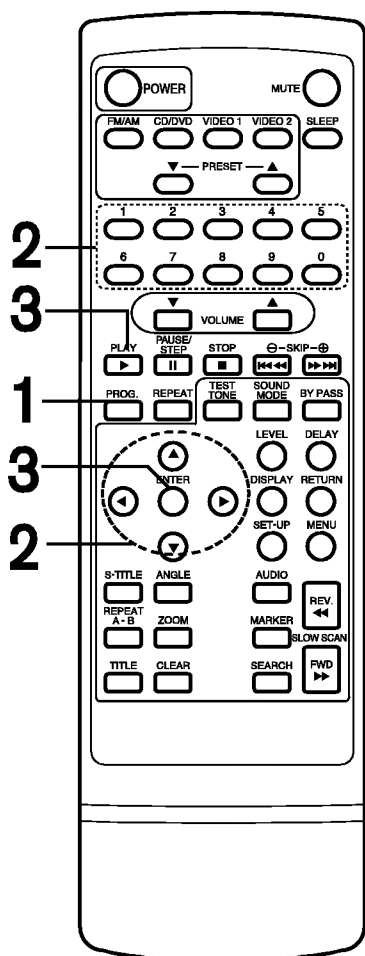 POWER MUTE
FM/AM CD/DVD VIDEO 1 VIDEO 2 SLEEP
▼ — PRESET — ▲
1 2 3 4 5
2
6 7 8 9 0
3
▼ VOLUME ▲
PLAY PAUSE/STEP STOP ⊖-SKIP-⊕
1
PROG. REPEAT TEST TONE SOUND MODE BY PASS
LEVEL DELAY
3
ENTER DISPLAY RETURN
2
SET-UP MENU
S-TITLE ANGLE AUDIO REV.
REPEAT A-B ZOOM MARKER SLOW SCAN
TITLE CLEAR SEARCH FWD